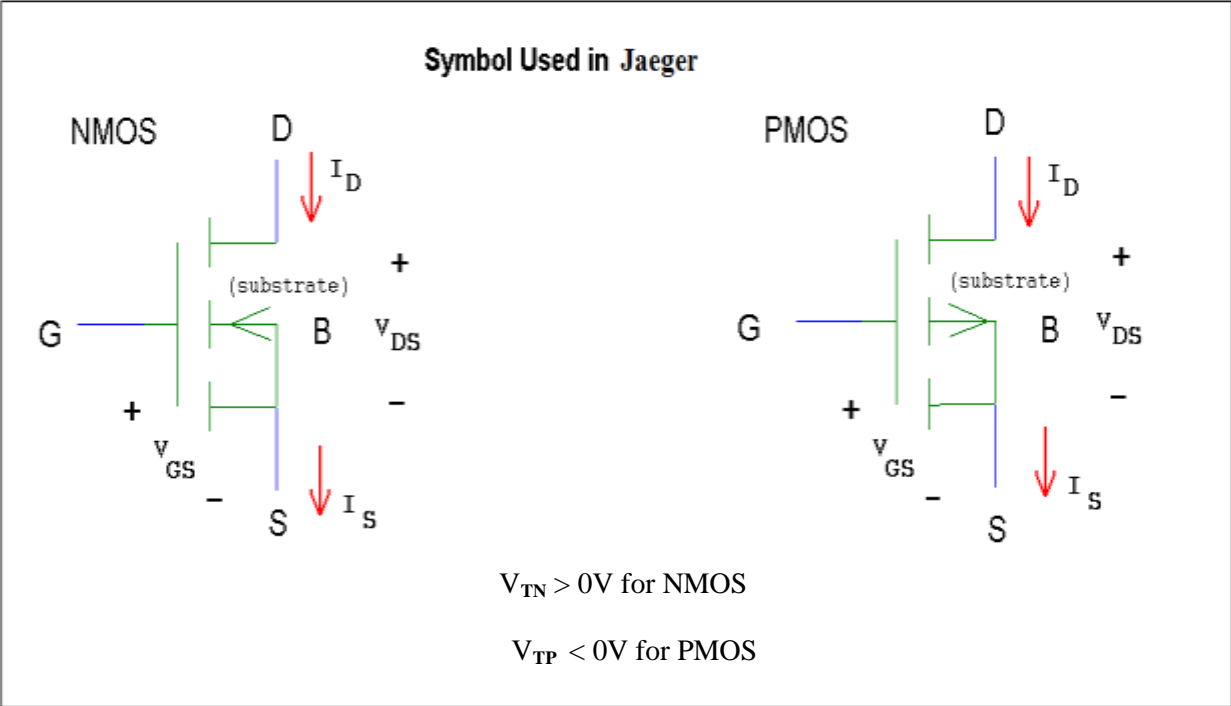 Symbol Used in Jaeger
NMOS
D
I_D
+
(substrate)
G
B
V_DS
+
−
V_GS
−
I_S
S
PMOS
D
I_D
+
(substrate)
G
B
V_DS
+
−
V_GS
−
I_S
S
V_TN > 0V for NMOS
V_TP < 0V for PMOS